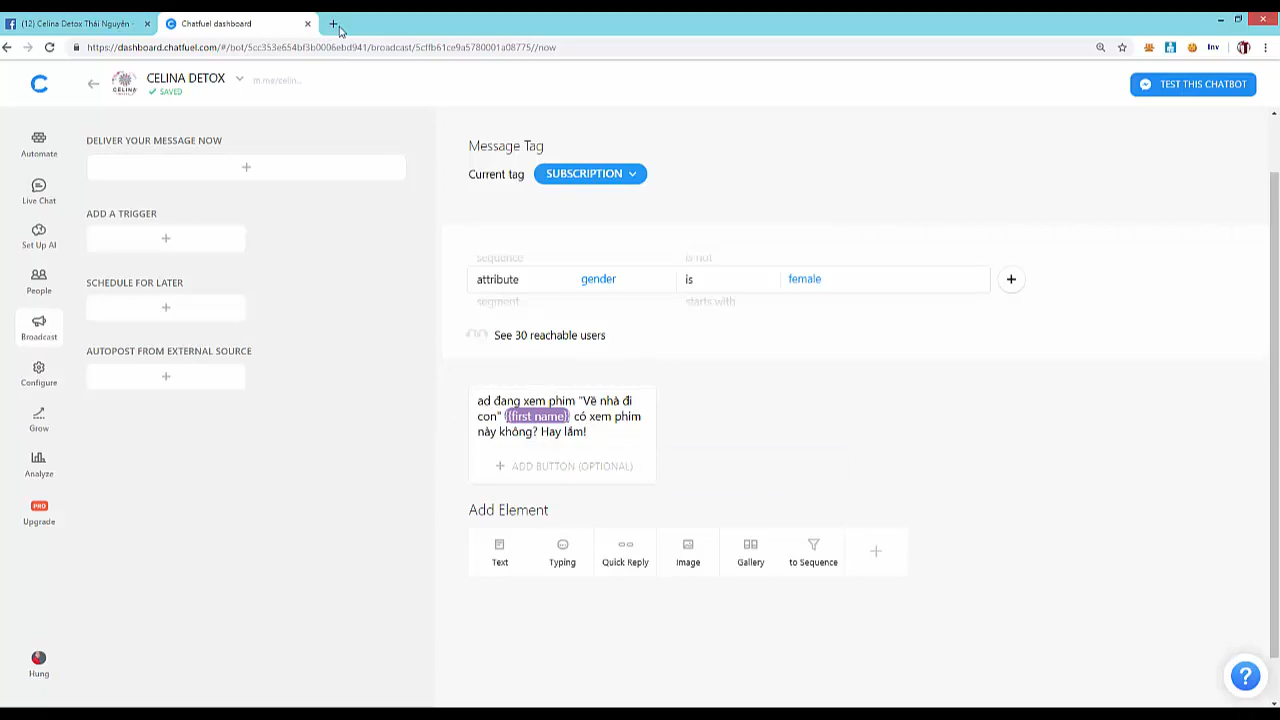 (12) Celina Detox Thái Nguyên -
Chatfuel dashboard
https://dashboard.chatfuel.com/#/bot/5cc353e654bf3b0006ebd941/broadcast/5cffb61ce9a5780001a08775//now
Inv
CELINA DETOX
m.me/celin...
SAVED
TEST THIS CHATBOT
Automate
Live Chat
Set Up AI
People
Broadcast
Configure
Grow
Analyze
PRO
Upgrade
Hung
DELIVER YOUR MESSAGE NOW
ADD A TRIGGER
SCHEDULE FOR LATER
AUTOPOST FROM EXTERNAL SOURCE
Message Tag
Current tag SUBSCRIPTION
sequence is not
attribute gender is female
segment starts with
See 30 reachable users
ad đang xem phim "Về nhà đi
con" {{first name}} có xem phim
này không? Hay lắm!
ADD BUTTON (OPTIONAL)
Add Element
Text Typing Quick Reply Image Gallery to Sequence